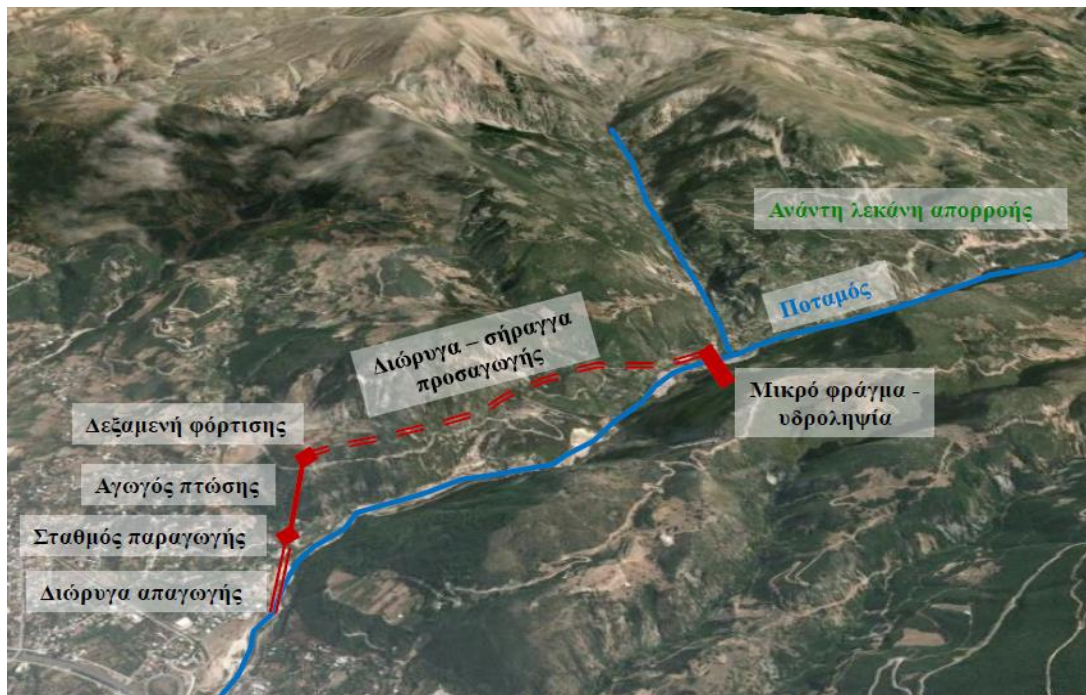 Ανάντη λεκάνη απορροής
Ποταμός
Διώρυγα – σήραγγα
προσαγωγής
Μικρό φράγμα -
υδροληψία
Δεξαμενή φόρτισης
Αγωγός πτώσης
Σταθμός παραγωγής
Διώρυγα απαγωγής